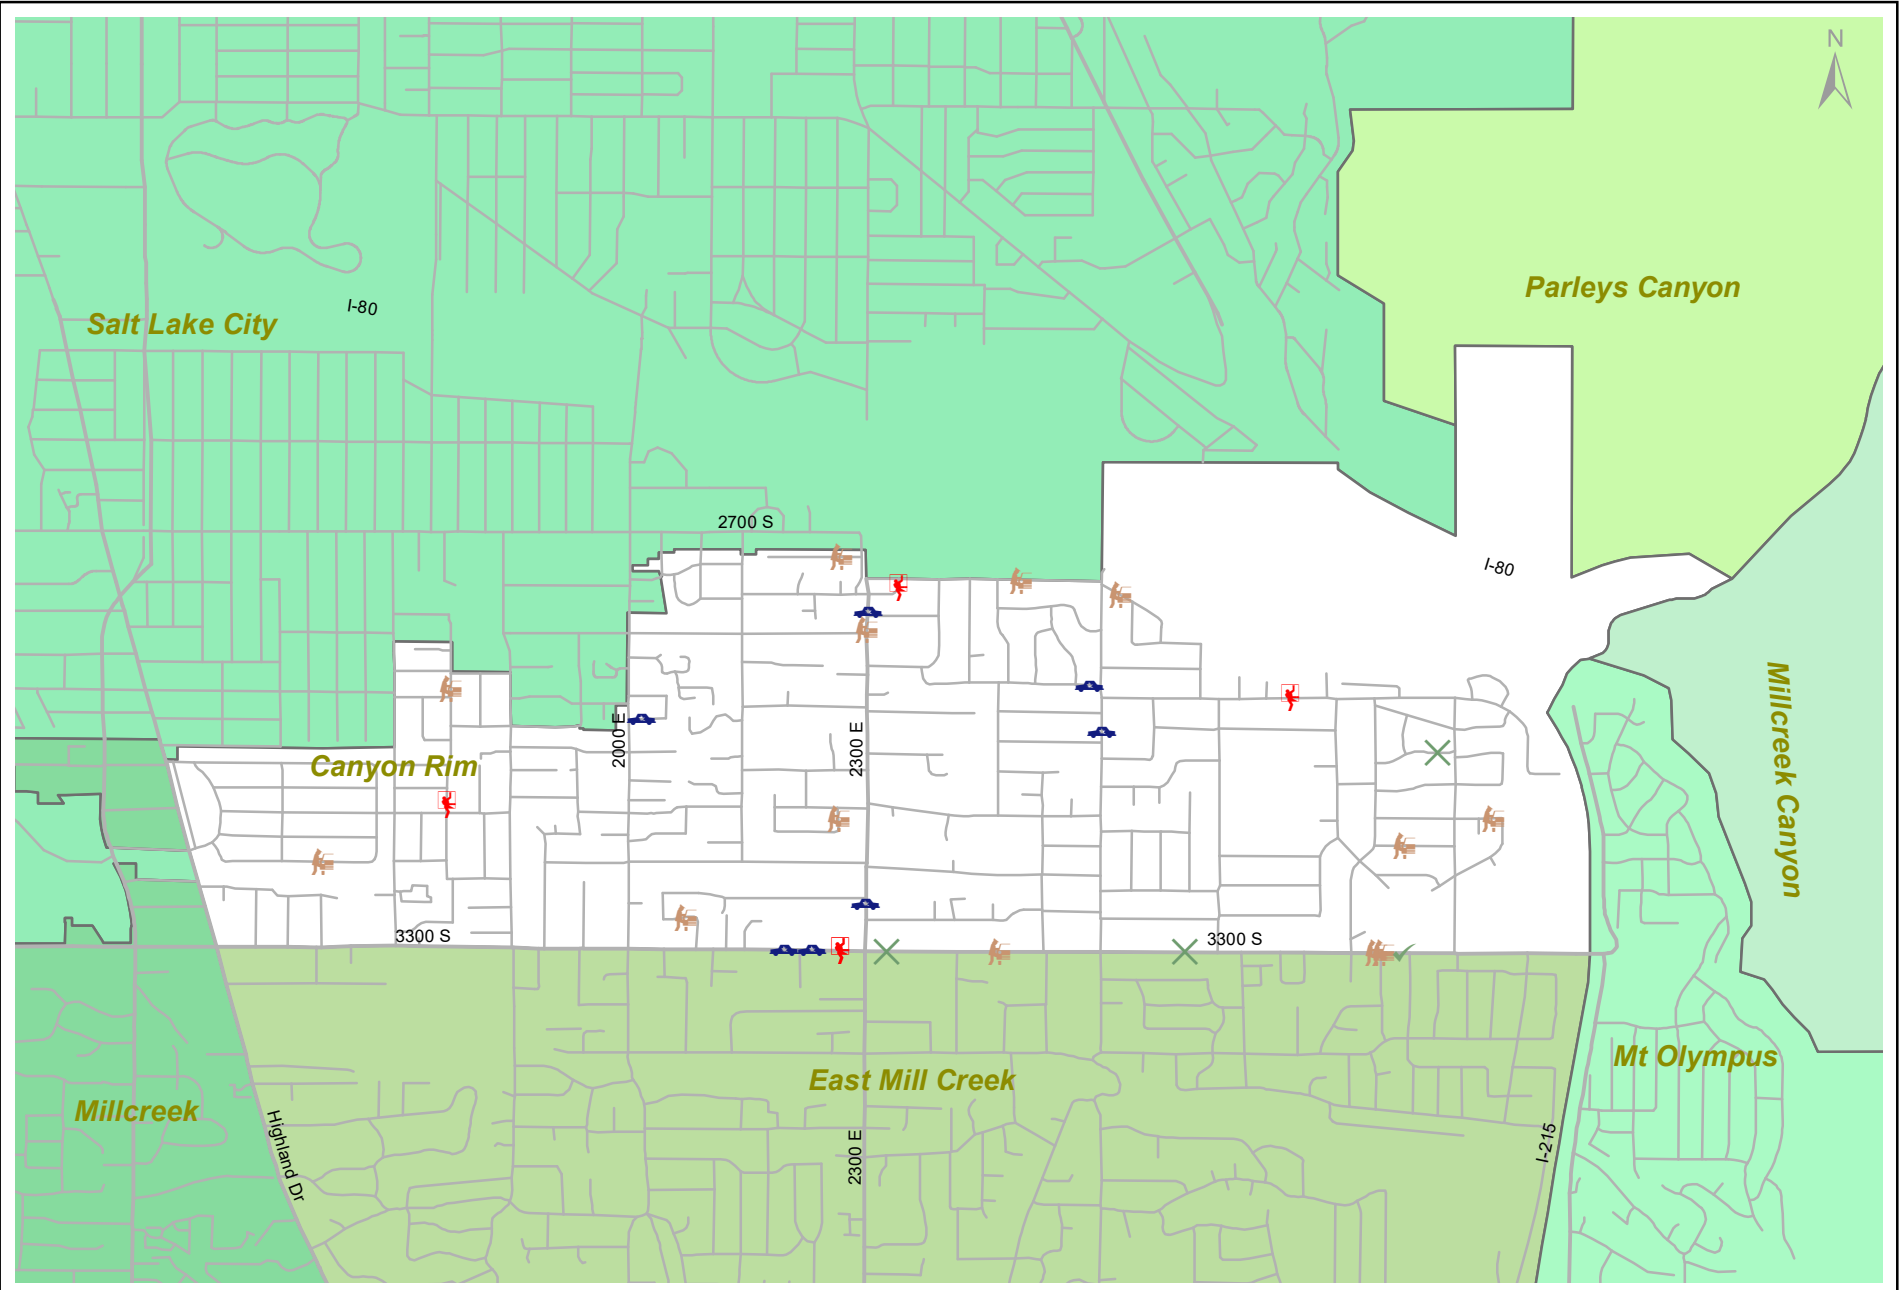 N
Parleys Canyon
I-80
Salt Lake City
2700 S
I-80
Millcreek Canyon
2000 E
2300 E
Canyon Rim
3300 S
3300 S
Mt Olympus
East Mill Creek
Millcreek
Highland Dr
2300 E
I-215